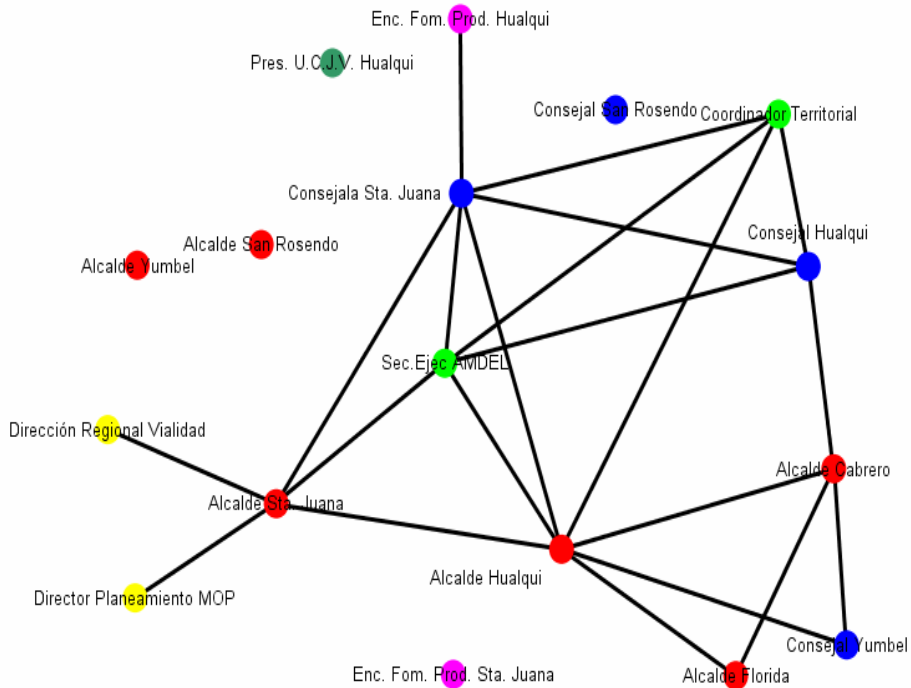 Enc. Fom. Prod. Hualqui
Pres. U.C.J.V. Hualqui
Consejal San Rosendo
Coordinador Territorial
Consejala Sta. Juana
Consejal Hualqui
Alcalde San Rosendo
Alcalde Yumbel
Sec.Ejec AMDEL
Dirección Regional Vialidad
Alcalde Cabrero
Alcalde Sta. Juana
Alcalde Hualqui
Director Planeamiento MOP
Consejal Yumbel
Enc. Fom. Prod. Sta. Juana
Alcalde Florida